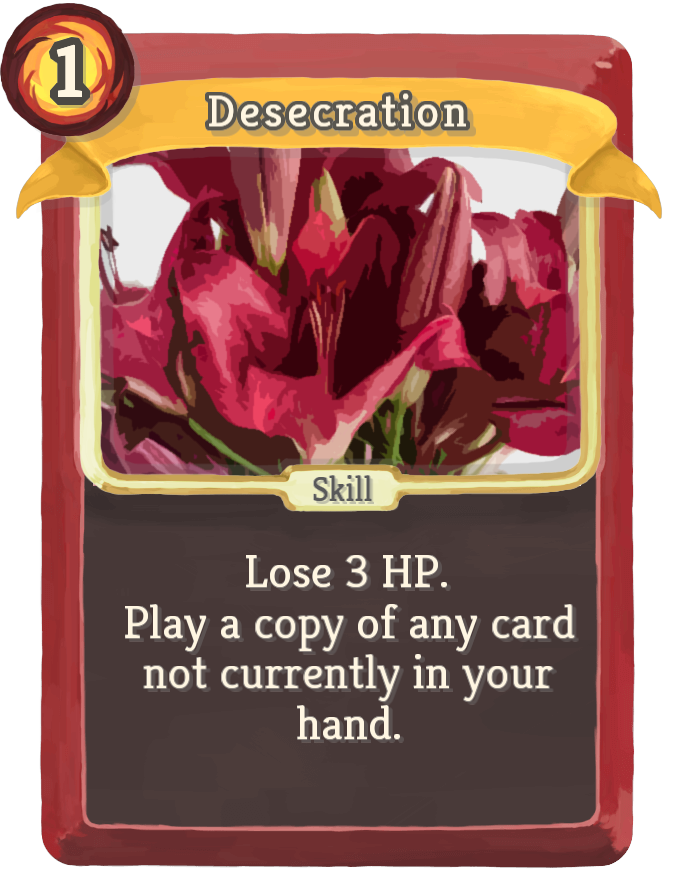 1
Desecration
Skill
Lose 3 HP.
Play a copy of any card
not currently in your
hand.